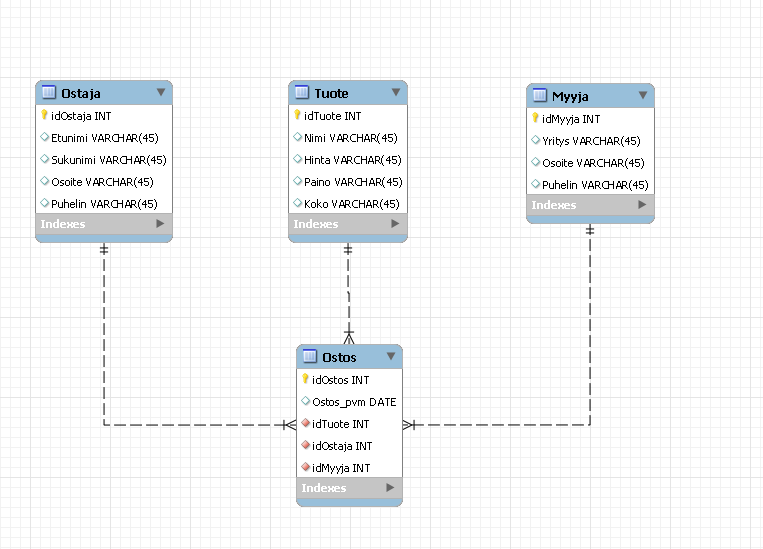 Ostaja
idOstaja INT
Etunimi VARCHAR(45)
Sukunimi VARCHAR(45)
Osoite VARCHAR(45)
Puhelin VARCHAR(45)
Indexes
Tuote
idTuote INT
Nimi VARCHAR(45)
Hinta VARCHAR(45)
Paino VARCHAR(45)
Koko VARCHAR(45)
Indexes
Myyja
idMyyja INT
Yritys VARCHAR(45)
Osoite VARCHAR(45)
Puhelin VARCHAR(45)
Indexes
Ostos
idOstos INT
Ostos_pvm DATE
idTuote INT
idOstaja INT
idMyyja INT
Indexes